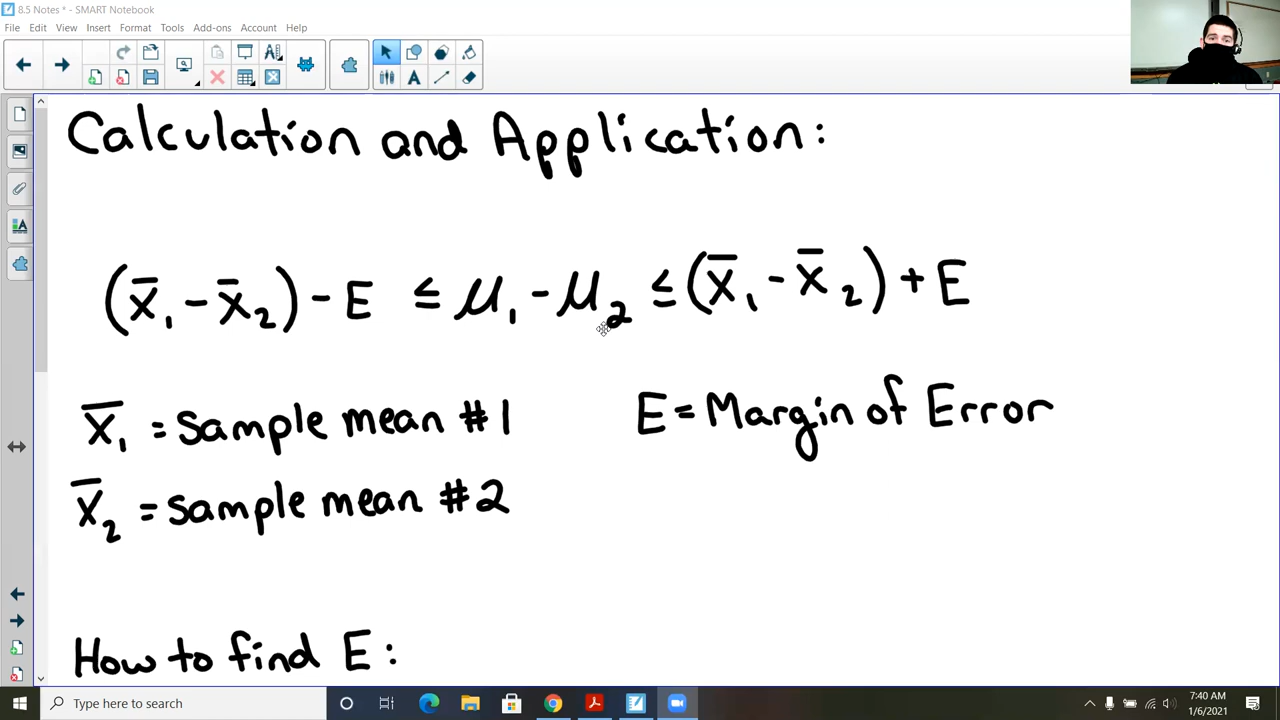 8.5 Notes * - SMART Notebook
File Edit View Insert Format Tools Add-ons Account Help
Calculation and Application:
(x̄₁ - x̄₂) - E ≤ μ₁ - μ₂ ≤ (x̄₁ - x̄₂) + E
x̄₁ = Sample mean #1
E = Margin of Error
x̄₂ = Sample mean #2
How to find E:
Type here to search
7:40 AM
1/6/2021